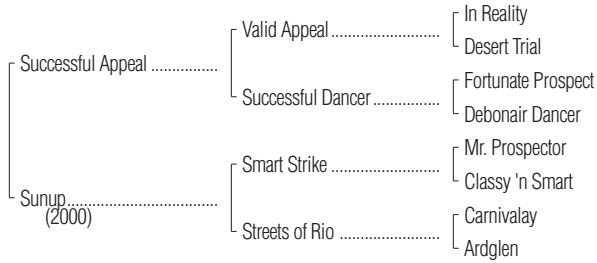 In Reality
Valid Appeal...................
Desert Trial
Successful Appeal ................
Fortunate Prospect
Successful Dancer................
Debonair Dancer
Mr. Prospector
Smart Strike ..........................
Classy 'n Smart
Sunup....................................
(2000)
Carnivalay
Streets of Rio ........................
Ardglen